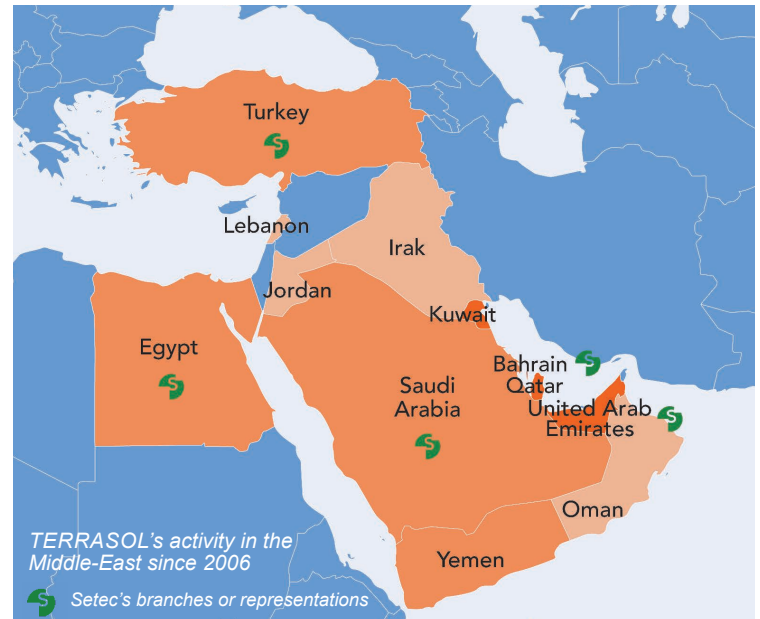 Turkey
Lebanon
Irak
Jordan
Kuwait
Egypt
Bahrain
Qatar
Saudi
Arabia
United Arab
Emirates
Oman
Yemen
TERRASOL's activity in the
Middle-East since 2006
Setec's branches or representations